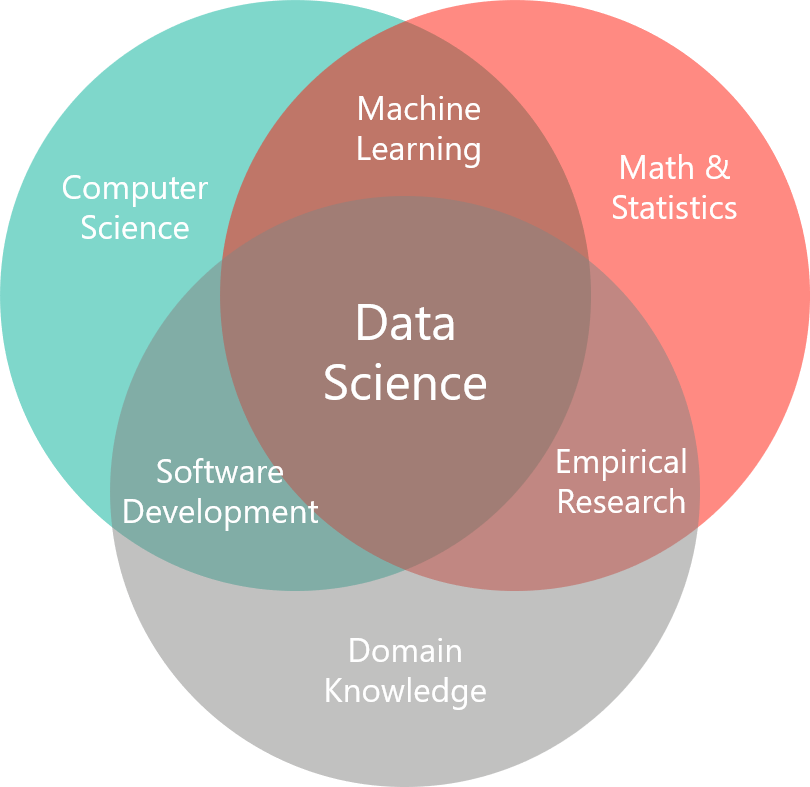 Machine
Learning
Computer
Science
Math &
Statistics
Data
Science
Software
Development
Empirical
Research
Domain
Knowledge